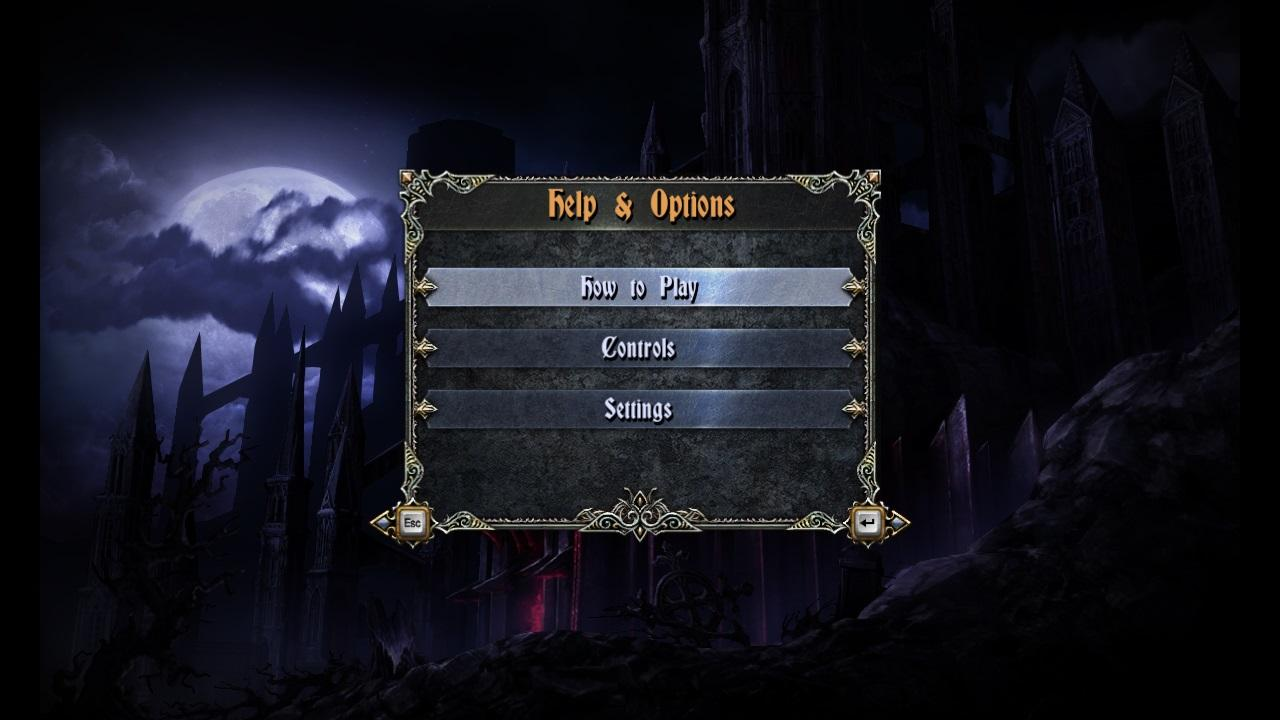 Help & Options
How to Play
Controls
Settings
Esc